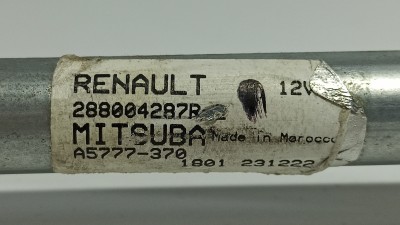 RENAULT 12V
288004287R
MITSUBA Made in Morocco
A5777-370
1801 231222